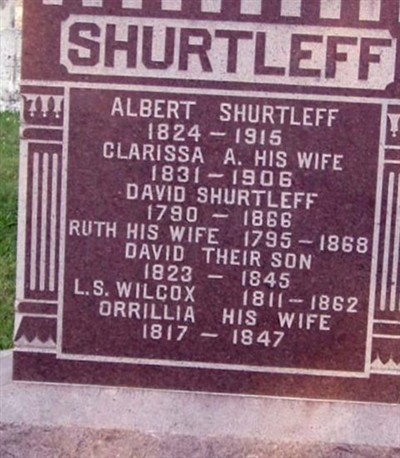 SHURTLEFF
ALBERT SHURTLEFF
1824 - 1915
CLARISSA A. HIS WIFE
1831 - 1906
DAVID SHURTLEFF
1790 - 1866
RUTH HIS WIFE 1795 - 1868
DAVID THEIR SON
1823 - 1845
L.S. WILCOX 1811 - 1862
ORRILLIA HIS WIFE
1817 - 1847